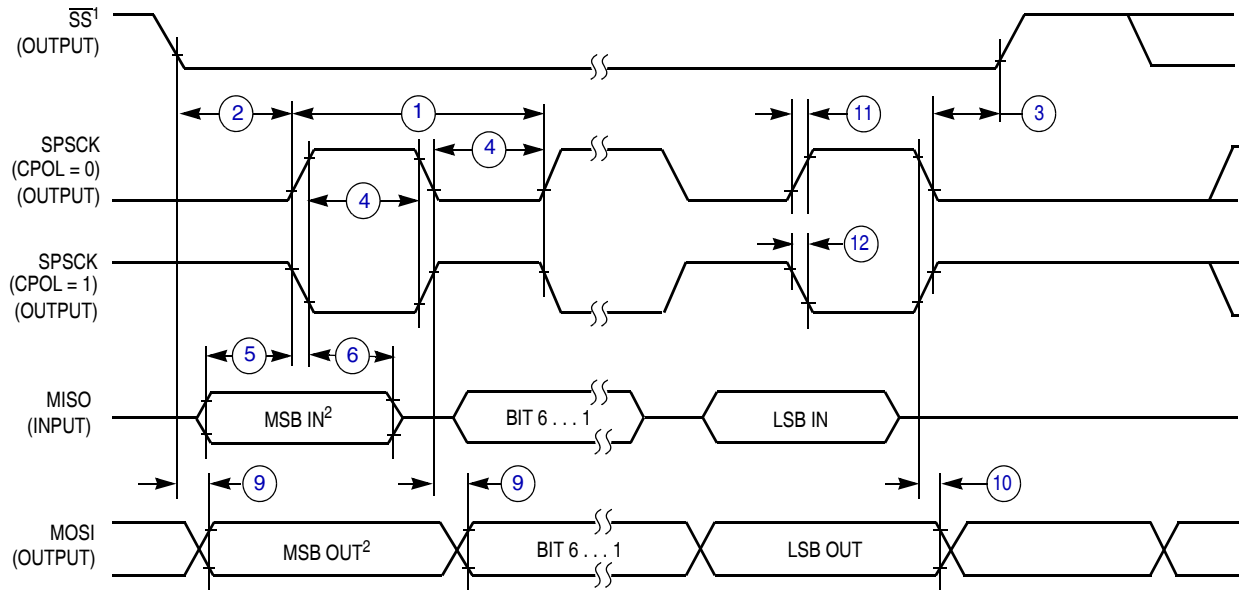 SS¹
(OUTPUT)
2
1
11
3
SPSCK
(CPOL = 0)
(OUTPUT)
4
4
SPSCK
(CPOL = 1)
(OUTPUT)
12
5
6
MISO
(INPUT)
MSB IN²
BIT 6 . . . 1
LSB IN
9
9
10
MOSI
(OUTPUT)
MSB OUT²
BIT 6 . . . 1
LSB OUT